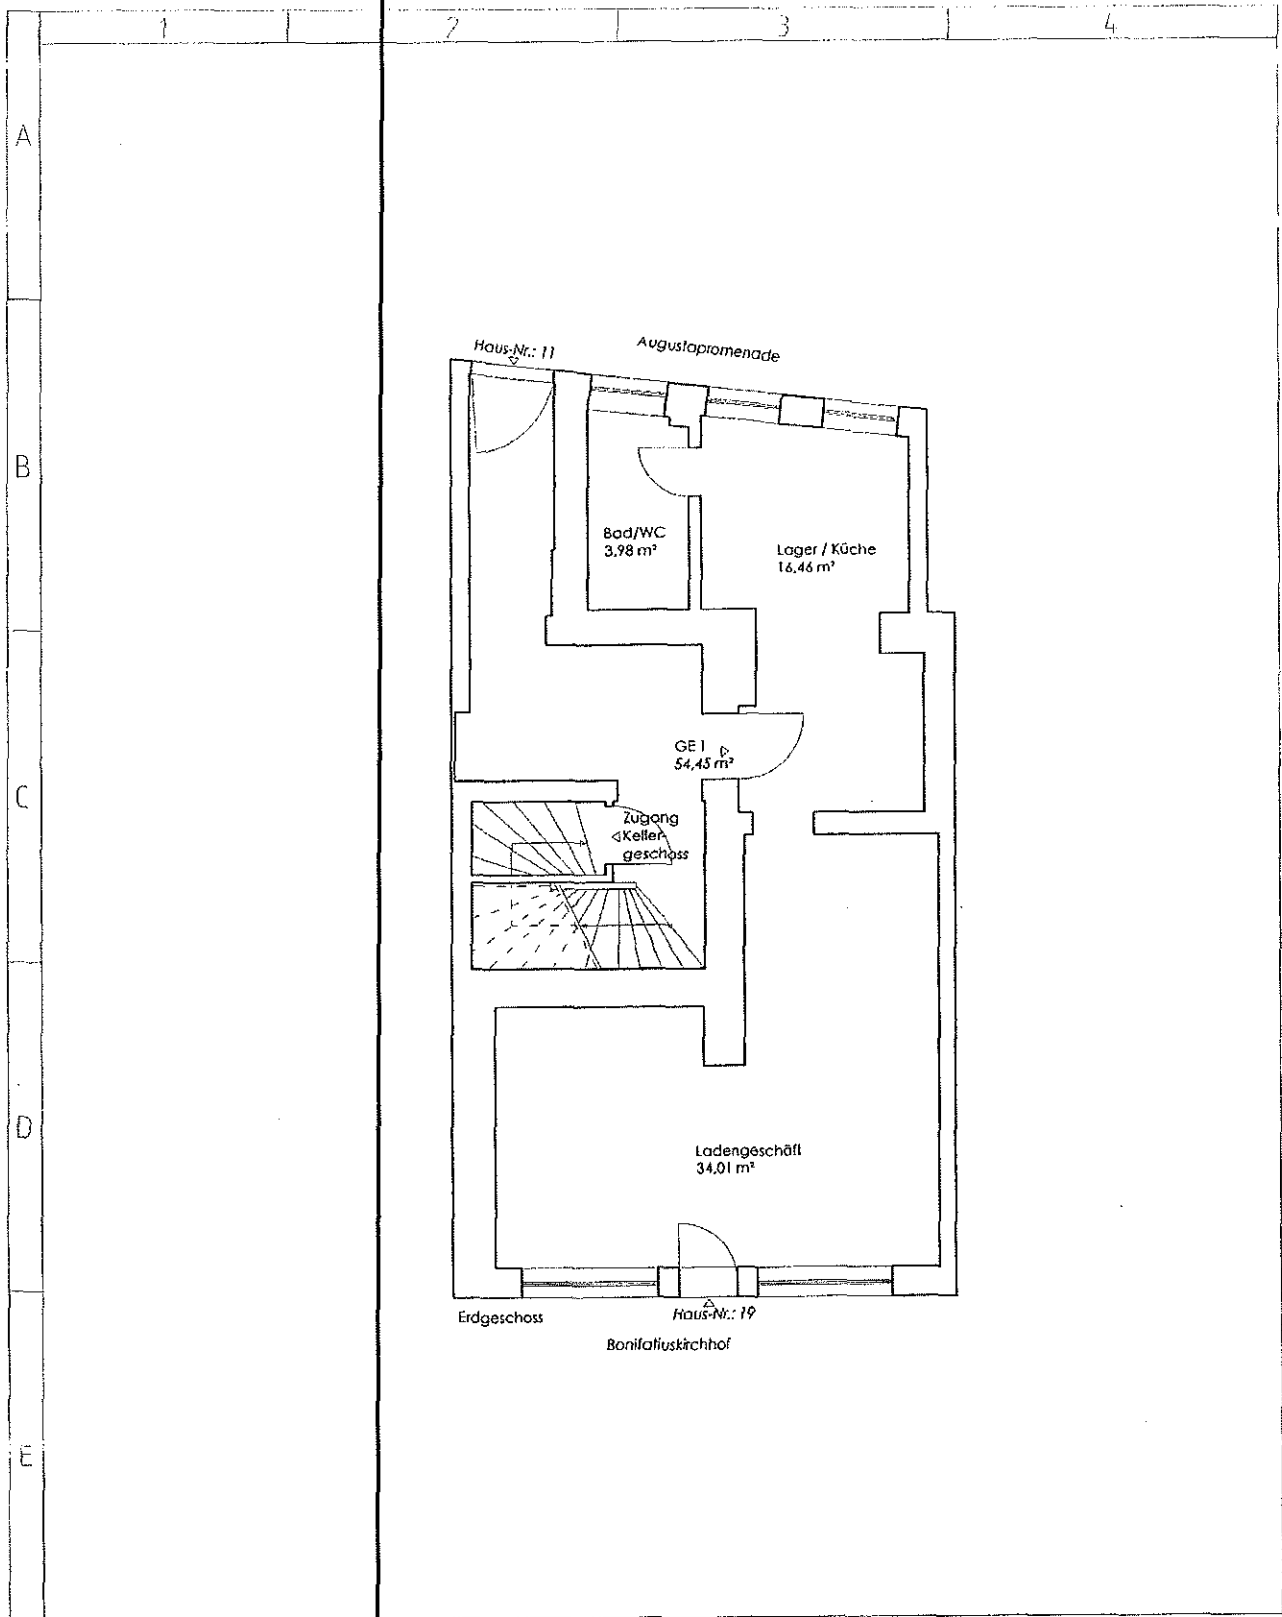 1 2 3 4
A
Haus-Nr.: 11
Augustapromenade
B
Bad/WC
3,98 m²
Lager / Küche
16,46 m²
GE 1
54,45 m²
C
Zugang
Keller-
geschoss
D
Ladengeschäft
34,01 m²
Erdgeschoss
Haus-Nr.: 19
Bonifatiuskirchhof
E